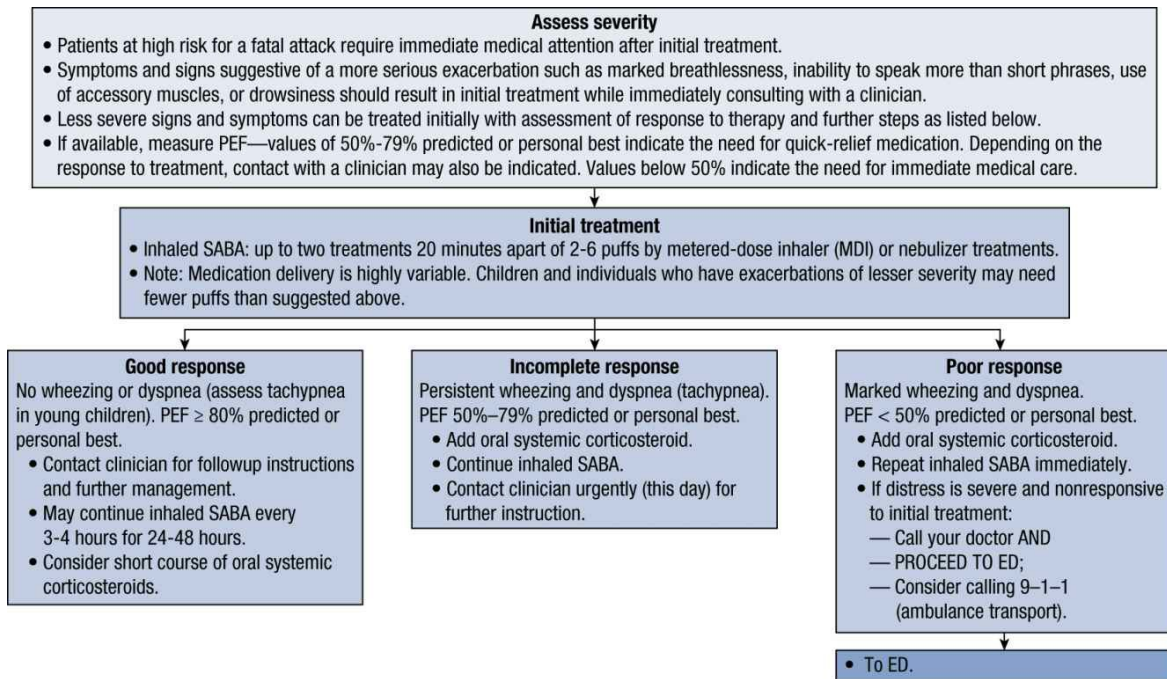 Assess severity
• Patients at high risk for a fatal attack require immediate medical attention after initial treatment.
• Symptoms and signs suggestive of a more serious exacerbation such as marked breathlessness, inability to speak more than short phrases, use
of accessory muscles, or drowsiness should result in initial treatment while immediately consulting with a clinician.
• Less severe signs and symptoms can be treated initially with assessment of response to therapy and further steps as listed below.
• If available, measure PEF—values of 50%-79% predicted or personal best indicate the need for quick-relief medication. Depending on the
response to treatment, contact with a clinician may also be indicated. Values below 50% indicate the need for immediate medical care.
Initial treatment
• Inhaled SABA: up to two treatments 20 minutes apart of 2-6 puffs by metered-dose inhaler (MDI) or nebulizer treatments.
• Note: Medication delivery is highly variable. Children and individuals who have exacerbations of lesser severity may need
fewer puffs than suggested above.
Good response
No wheezing or dyspnea (assess tachypnea
in young children). PEF ≥ 80% predicted or
personal best.
• Contact clinician for followup instructions
and further management.
• May continue inhaled SABA every
3-4 hours for 24-48 hours.
• Consider short course of oral systemic
corticosteroids.
Incomplete response
Persistent wheezing and dyspnea (tachypnea).
PEF 50%–79% predicted or personal best.
• Add oral systemic corticosteroid.
• Continue inhaled SABA.
• Contact clinician urgently (this day) for
further instruction.
Poor response
Marked wheezing and dyspnea.
PEF < 50% predicted or personal best.
• Add oral systemic corticosteroid.
• Repeat inhaled SABA immediately.
• If distress is severe and nonresponsive
to initial treatment:
— Call your doctor AND
— PROCEED TO ED;
— Consider calling 9–1–1
(ambulance transport).
• To ED.